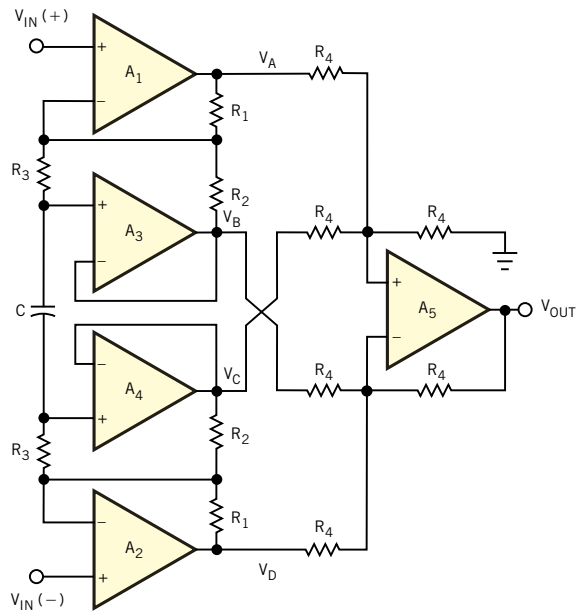 V_IN (+)
+
A_1
−
V_A
R_4
R_1
R_3
R_2
+
A_3
−
V_B
R_4
R_4
C
+
A_5
−
V_OUT
−
A_4
+
V_C
R_4
R_4
R_3
R_2
−
A_2
+
R_1
R_4
V_D
V_IN (−)